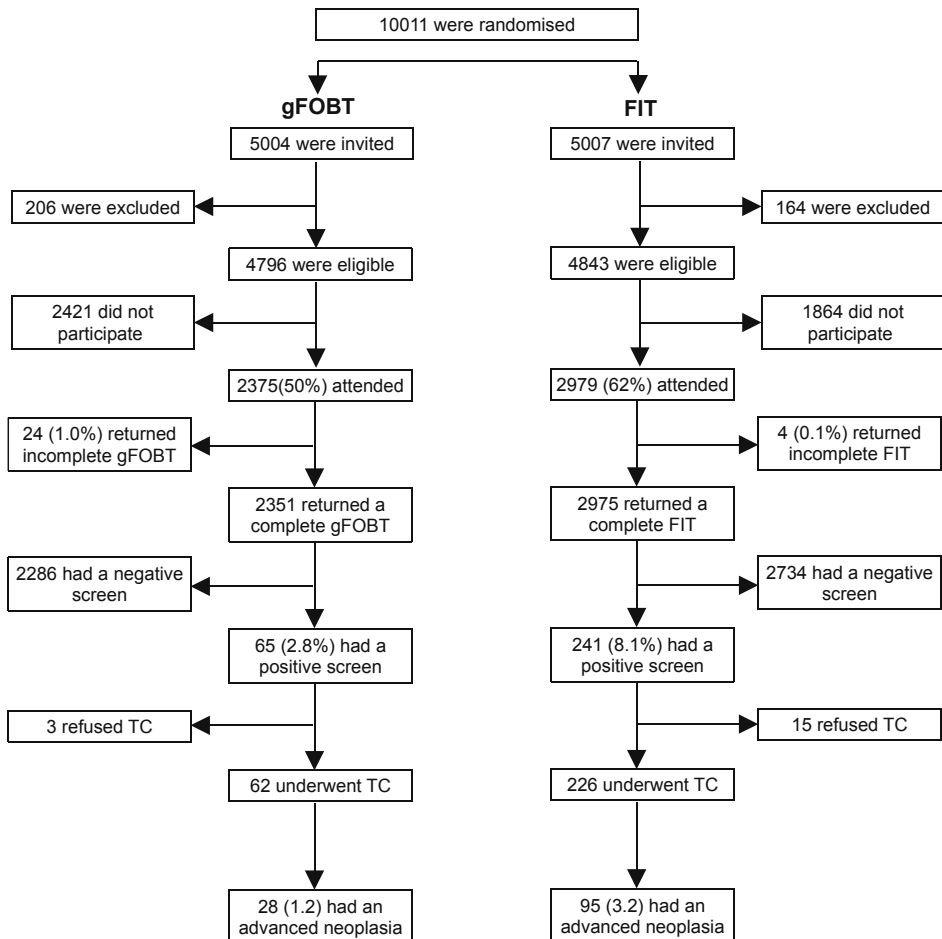 10011 were randomised
gFOBT
FIT
5004 were invited
5007 were invited
206 were excluded
164 were excluded
4796 were eligible
4843 were eligible
2421 did not
participate
1864 did not
participate
2375(50%) attended
2979 (62%) attended
24 (1.0%) returned
incomplete gFOBT
4 (0.1%) returned
incomplete FIT
2351 returned a
complete gFOBT
2975 returned a
complete FIT
2286 had a negative
screen
2734 had a negative
screen
65 (2.8%) had a
positive screen
241 (8.1%) had a
positive screen
3 refused TC
15 refused TC
62 underwent TC
226 underwent TC
28 (1.2) had an
advanced neoplasia
95 (3.2) had an
advanced neoplasia